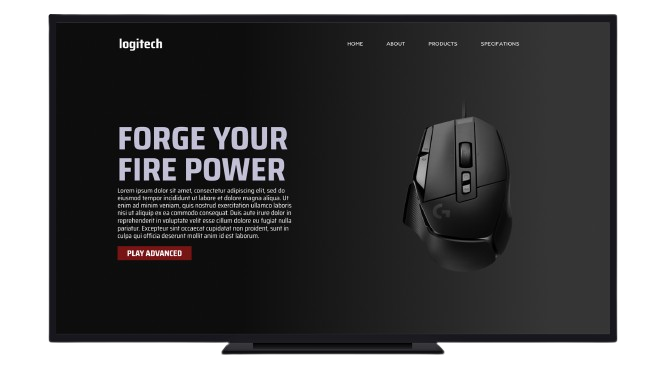 logitech
HOME ABOUT PRODUCTS SPECIFATIONS
FORGE YOUR
FIRE POWER
Lorem ipsum dolor sit amet, consectetur adipiscing elit, sed do
eiusmod tempor incididunt ut labore et dolore magna aliqua. Ut
enim ad minim veniam, quis nostrud exercitation ullamco laboris
nisi ut aliquip ex ea commodo consequat. Duis aute irure dolor in
reprehenderit in voluptate velit esse cillum dolore eu fugiat nulla
pariatur. Excepteur sint occaecat cupidatat non proident, sunt in
culpa qui officia deserunt mollit anim id est laborum.
PLAY ADVANCED
G